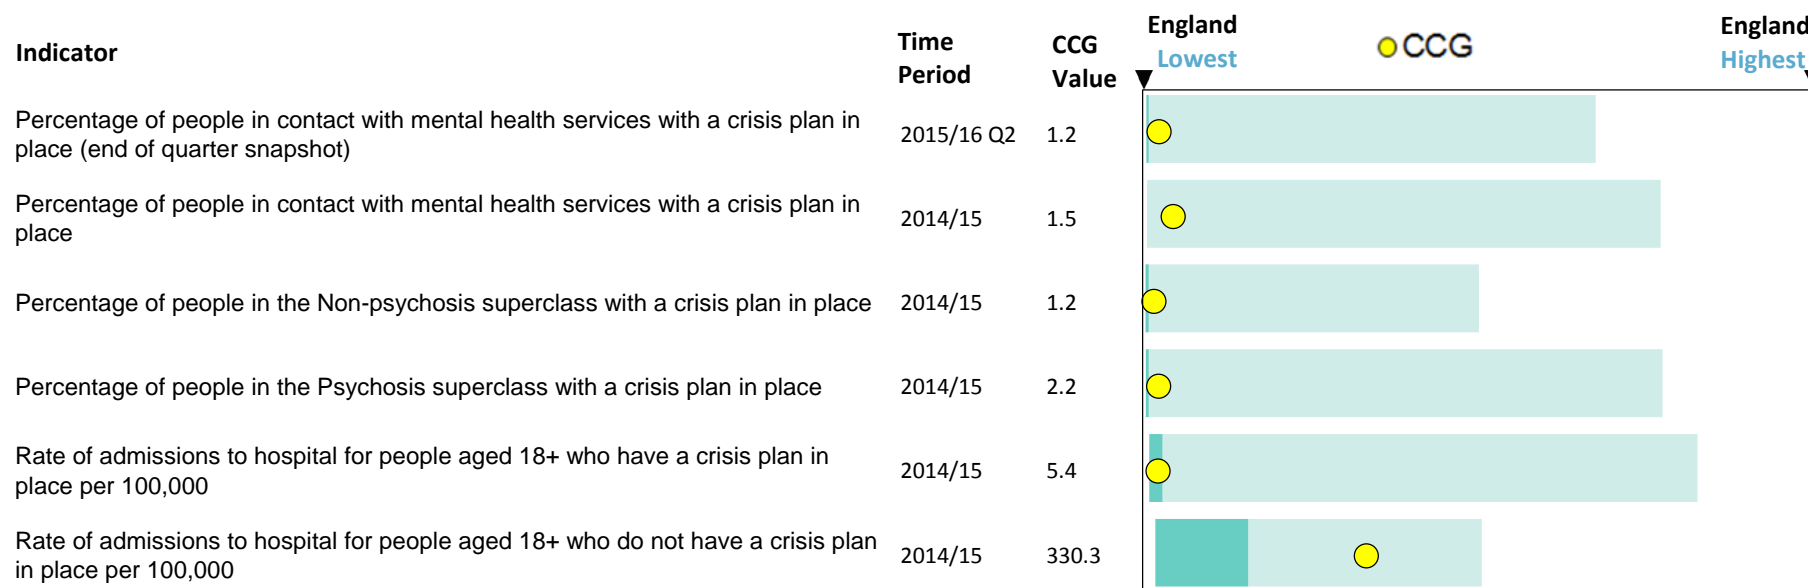 Indicator
Time Period
CCG Value
England Lowest
CCG
England Highest
Percentage of people in contact with mental health services with a crisis plan in
place (end of quarter snapshot)
2015/16 Q2
1.2
Percentage of people in contact with mental health services with a crisis plan in
place
2014/15
1.5
Percentage of people in the Non-psychosis superclass with a crisis plan in place
2014/15
1.2
Percentage of people in the Psychosis superclass with a crisis plan in place
2014/15
2.2
Rate of admissions to hospital for people aged 18+ who have a crisis plan in
place per 100,000
2014/15
5.4
Rate of admissions to hospital for people aged 18+ who do not have a crisis plan
in place per 100,000
2014/15
330.3